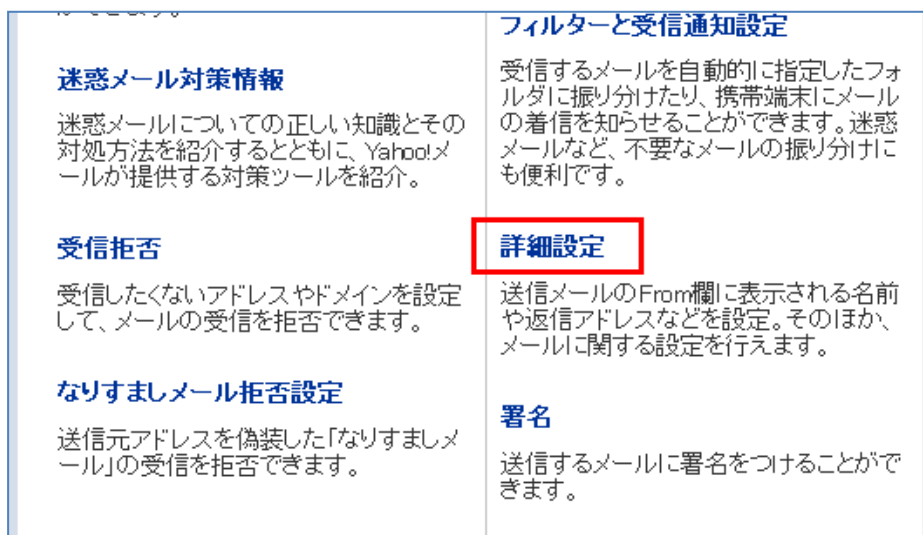 迷惑メール対策情報
迷惑メールについての正しい知識とその
対処方法を紹介するとともに、Yahoo!メ
ールが提供する対策ツールを紹介。
受信拒否
受信したくないアドレスやドメインを設定
して、メールの受信を拒否できます。
なりすましメール拒否設定
送信元アドレスを偽装した「なりすましメ
ール」の受信を拒否できます。
フィルターと受信通知設定
受信するメールを自動的に指定したフォ
ルダに振り分けたり、携帯端末にメール
の着信を知らせることができます。迷惑
メールなど、不要なメールの振り分けに
も便利です。
詳細設定
送信メールのFrom欄に表示される名前
や返信アドレスなどを設定。そのほか、
メールに関する設定を行えます。
署名
送信するメールに署名をつけることがで
きます。